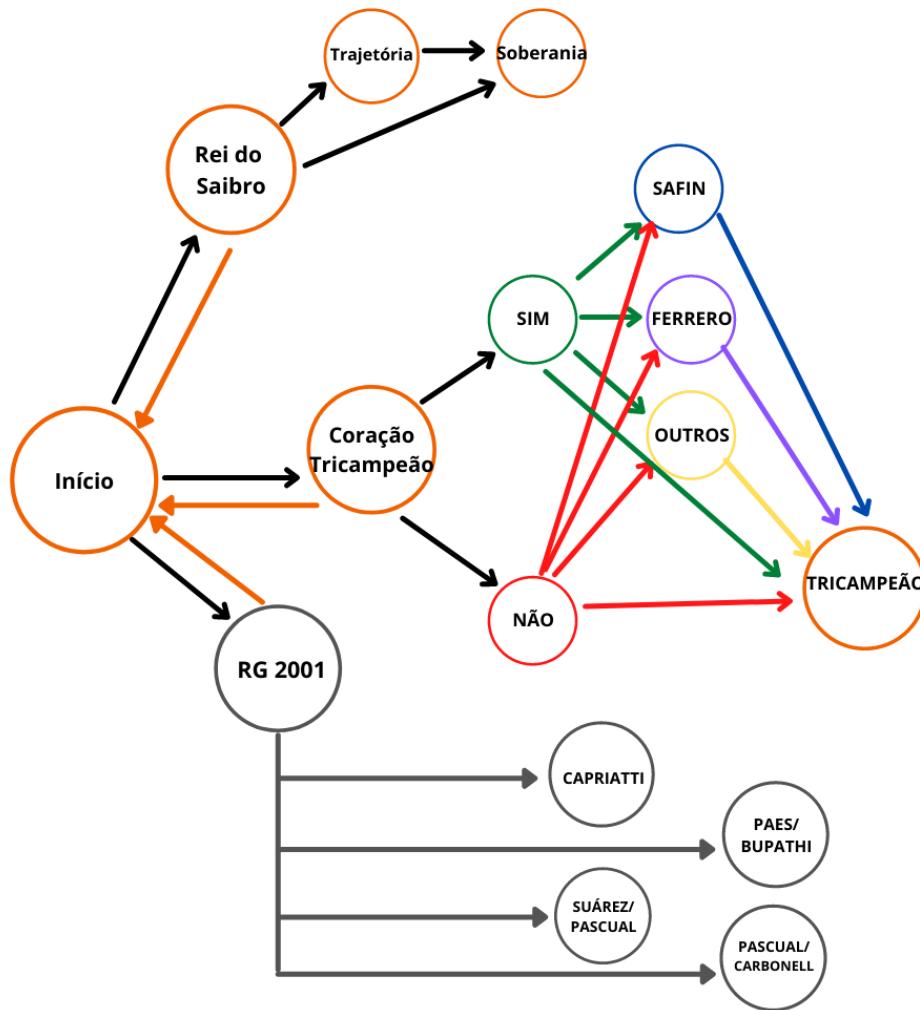 Trajetória
Soberania
Rei do
Saibro
SAFIN
SIM
FERRERO
Coração
Tricampeão
OUTROS
Início
TRICAMPEÃO
NÃO
RG 2001
CAPRIATTI
PAES/
BUPATHI
SUÁREZ/
PASCUAL
PASCUAL/
CARBONELL